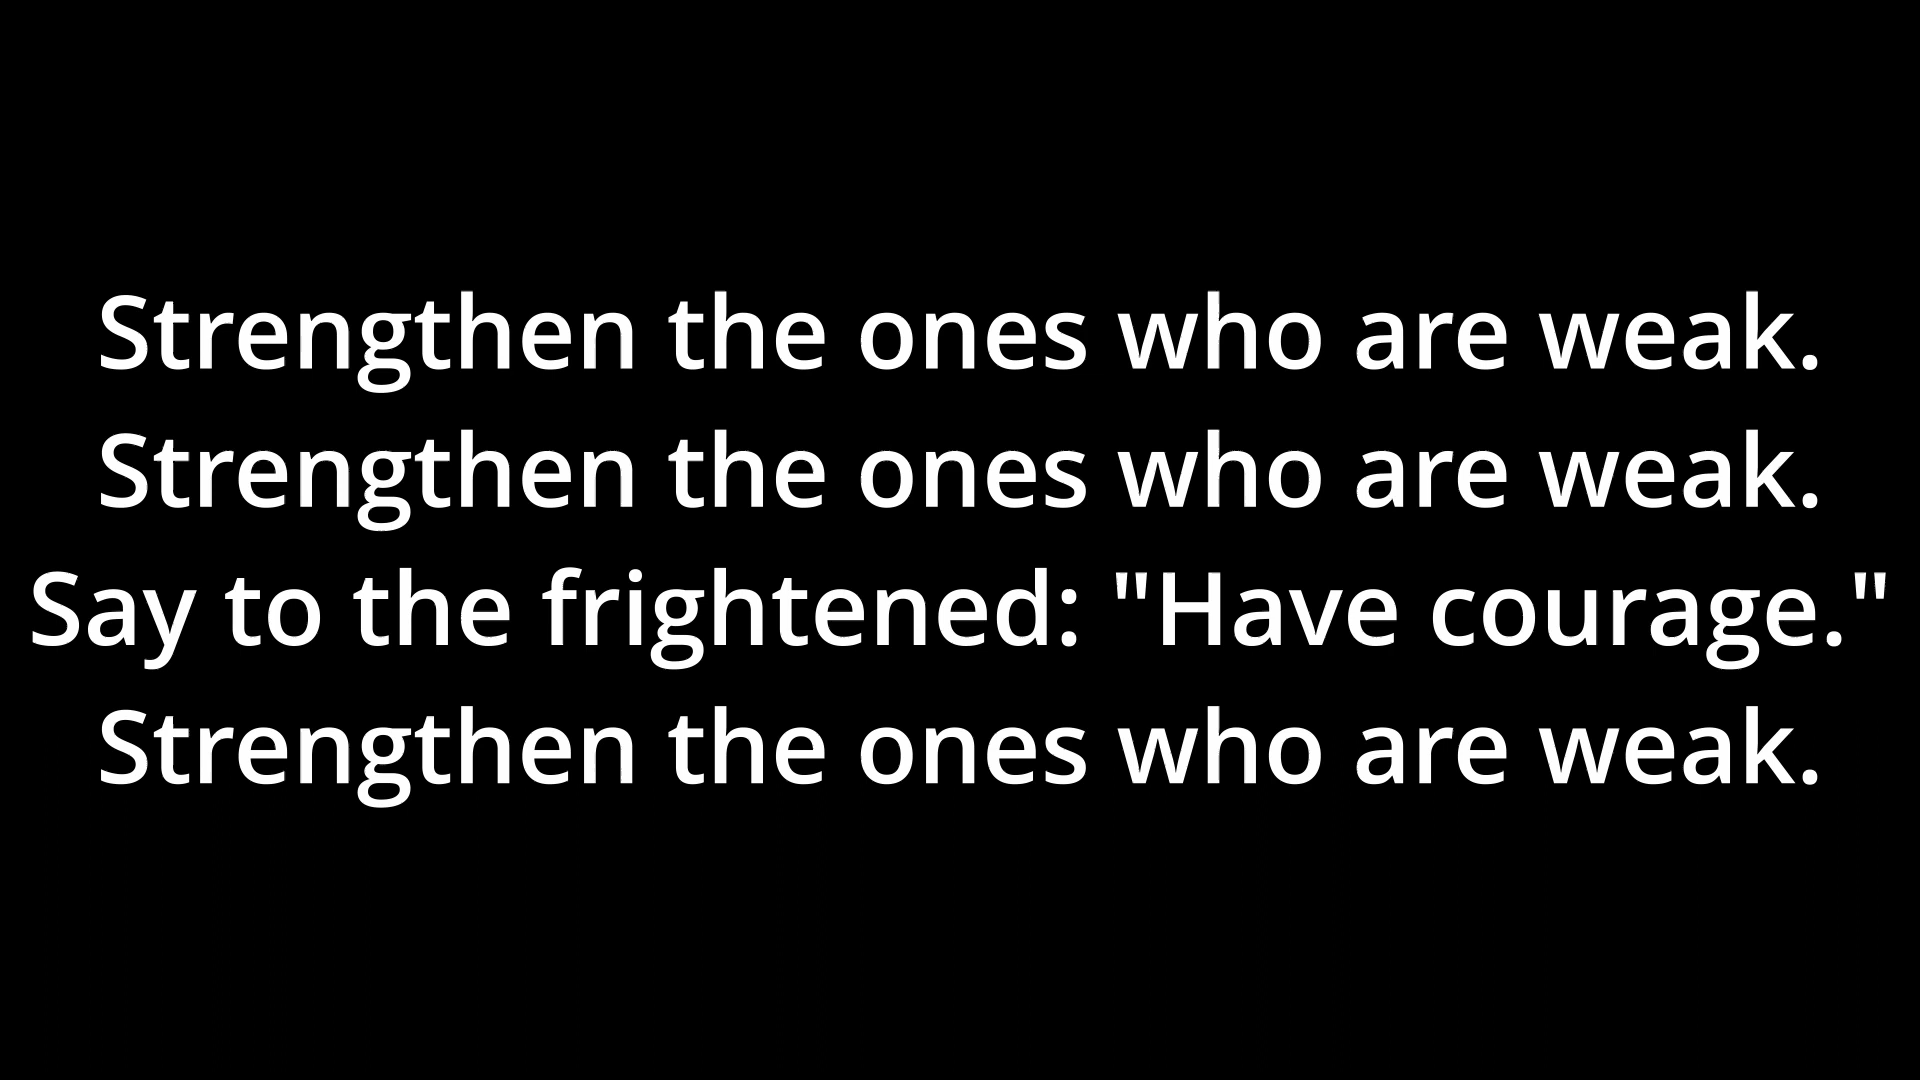 Strengthen the ones who are weak.
Strengthen the ones who are weak.
Say to the frightened: "Have courage."
Strengthen the ones who are weak.